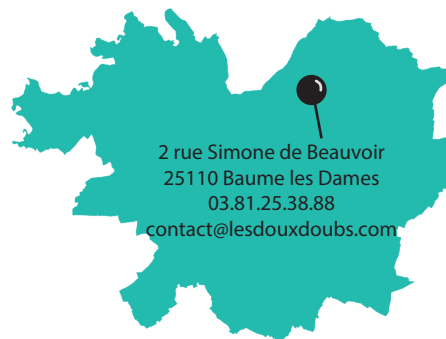 2 rue Simone de Beauvoir
25110 Baume les Dames
03.81.25.38.88
contact@lesdouxdoubs.com